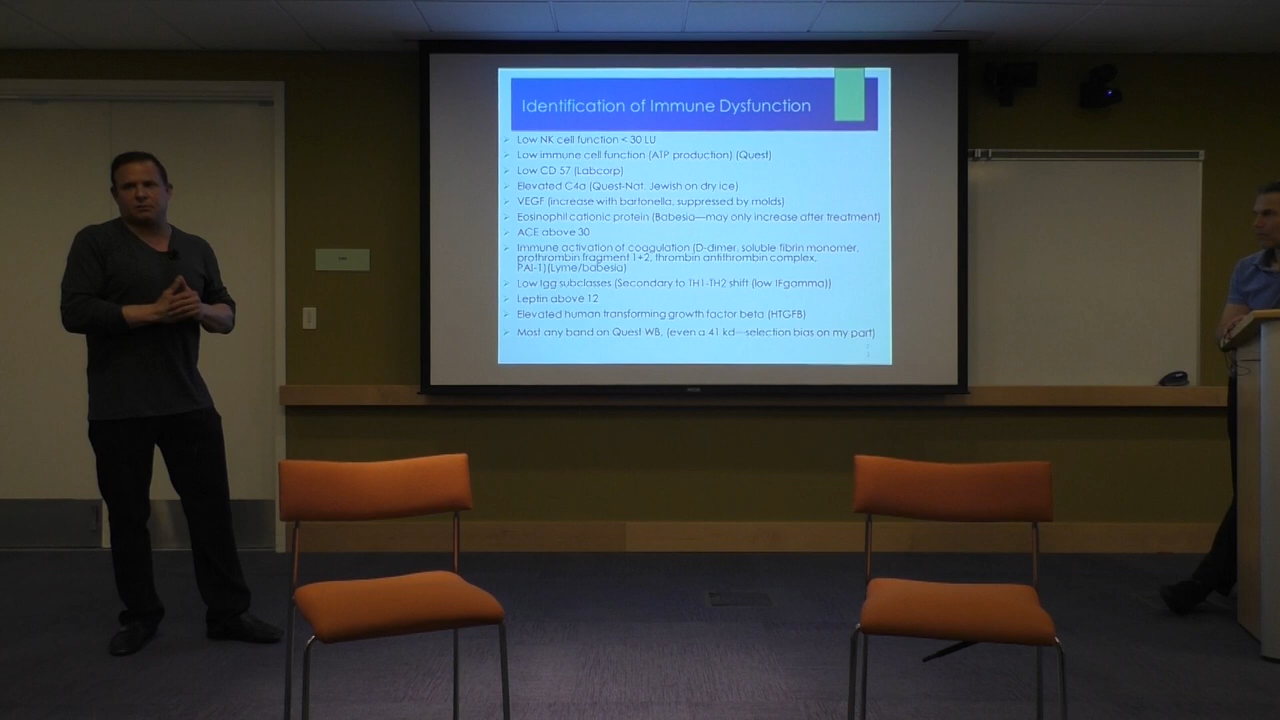 Identification of Immune Dysfunction
Low NK cell function < 30 LU
Low immune cell function (ATP production) (Quest)
Low CD 57 (Labcorp)
Elevated C4a (Quest-Nat. Jewish on dry ice)
VEGF (increase with bartonella, suppressed by molds)
Eosinophil cationic protein (Babesia—may only increase after treatment)
ACE above 30
Immune activation of coagulation (D-dimer, soluble fibrin monomer,
prothrombin fragment 1+2, thrombin antithrombin complex,
PAI-1)(Lyme/babesia)
Low Igg subclasses (Secondary to TH1-TH2 shift (low IFgamma))
Leptin above 12
Elevated human transforming growth factor beta (HTGFB)
Most any band on Quest WB, (even a 41 kd—selection bias on my part)